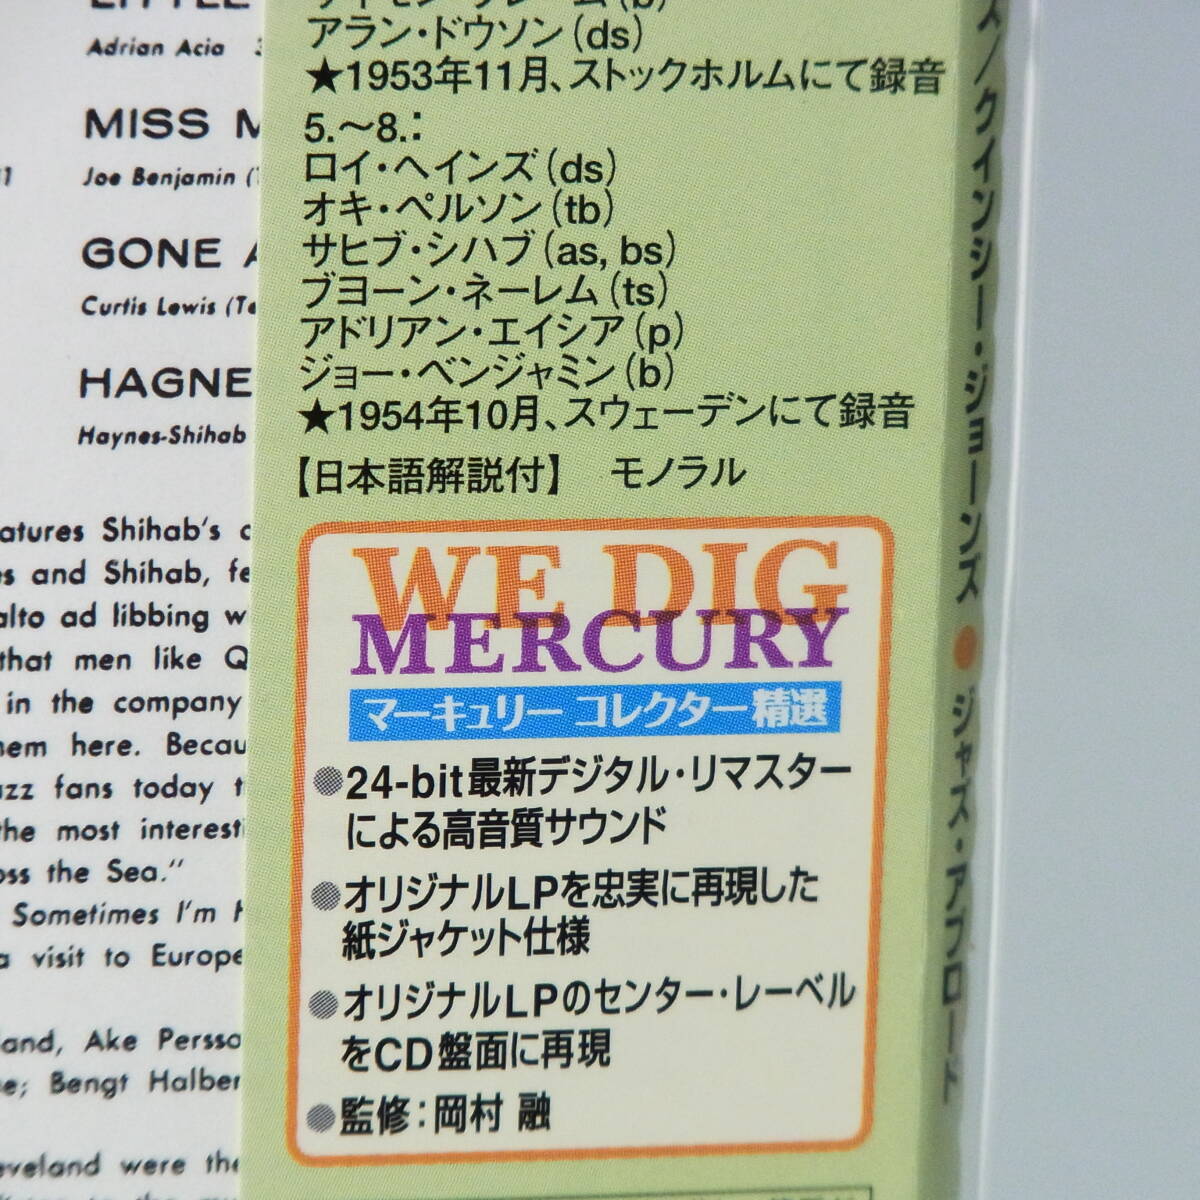 Adrian Acia
MISS
Joe Benjamin
GONE
Curtis Lewis
HAGNE
Haynes-Shihab
atures Shihab's
and Shihab,
alto ad libbing
that men like
in the company
here.
fans today
the most
the Sea."
Sometimes I'm
a visit to Europe
Ake
Bengt
were the
アラン・ドウソン(ds)
★1953年11月、ストックホルムにて録音
5.〜8.:
ロイ・ヘインズ(ds)
オキ・ペルソン(tb)
サヒブ・シハブ(as, bs)
ブヨーン・ネーレム(ts)
アドリアン・エイシア(p)
ジョー・ベンジャミン(b)
★1954年10月、スウェーデンにて録音
【日本語解説付】 モノラル
WE DIG
MERCURY
マーキュリー コレクター精選
●24-bit最新デジタル・リマスター
による高音質サウンド
●オリジナルLPを忠実に再現した
紙ジャケット仕様
●オリジナルLPのセンター・レーベル
をCD盤面に再現
●監修:岡村 融
／クインシー・ジョーンズ●ジャズ・アブロード